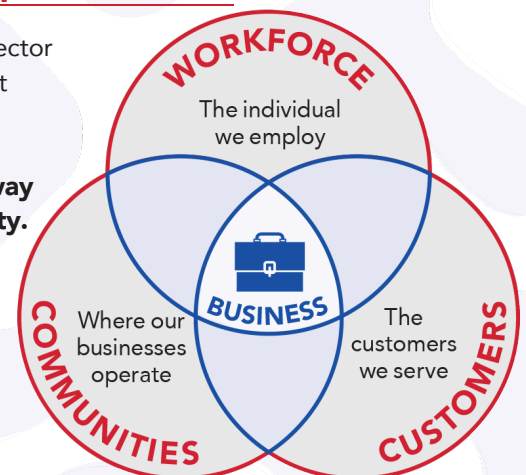 WORKFORCE
The individual
we employ
BUSINESS
Where our
businesses
operate
COMMUNITIES
The
customers
we serve
CUSTOMERS